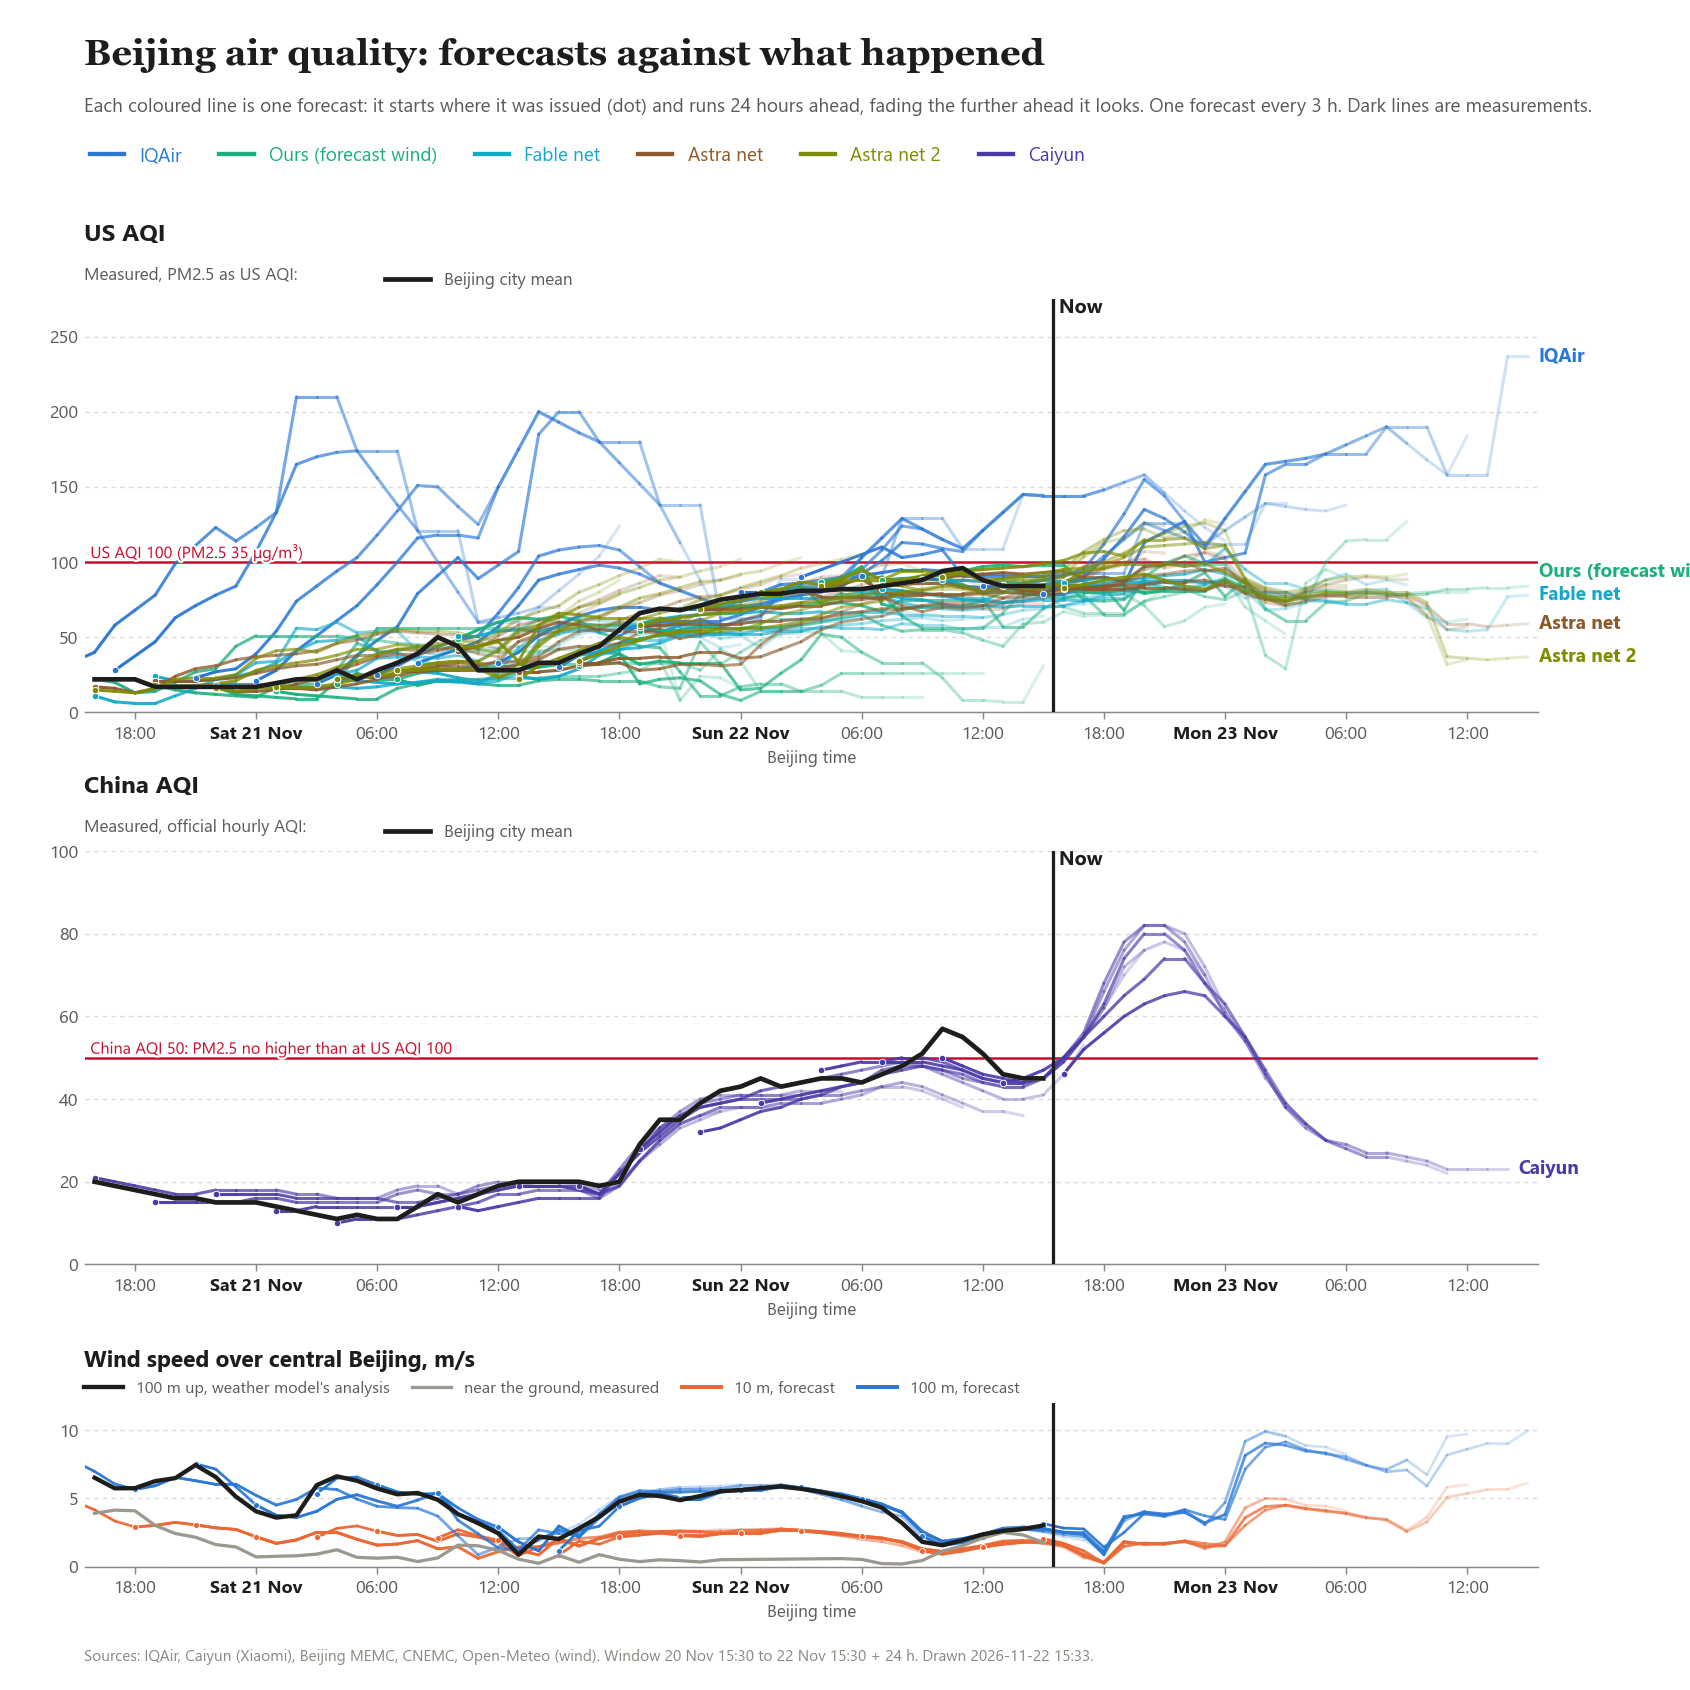 Beijing air quality: forecasts against what happened
Each coloured line is one forecast: it starts where it was issued (dot) and runs 24 hours ahead, fading the further ahead it looks. One forecast every 3 h. Dark lines are measurements.
IQAir Ours (forecast wind) Fable net Astra net Astra net 2 Caiyun
US AQI
Measured, PM2.5 as US AQI: Beijing city mean
Now
250
200
150
100
50
0
US AQI 100 (PM2.5 35 µg/m³)
IQAir
Ours (forecast wi
Fable net
Astra net
Astra net 2
18:00 Sat 21 Nov 06:00 12:00 18:00 Sun 22 Nov 06:00 12:00 18:00 Mon 23 Nov 06:00 12:00
Beijing time
China AQI
Measured, official hourly AQI: Beijing city mean
Now
100
80
60
40
20
0
China AQI 50: PM2.5 no higher than at US AQI 100
Caiyun
18:00 Sat 21 Nov 06:00 12:00 18:00 Sun 22 Nov 06:00 12:00 18:00 Mon 23 Nov 06:00 12:00
Beijing time
Wind speed over central Beijing, m/s
100 m up, weather model's analysis near the ground, measured 10 m, forecast 100 m, forecast
10
5
0
18:00 Sat 21 Nov 06:00 12:00 18:00 Sun 22 Nov 06:00 12:00 18:00 Mon 23 Nov 06:00 12:00
Beijing time
Sources: IQAir, Caiyun (Xiaomi), Beijing MEMC, CNEMC, Open-Meteo (wind). Window 20 Nov 15:30 to 22 Nov 15:30 + 24 h. Drawn 2026-11-22 15:33.